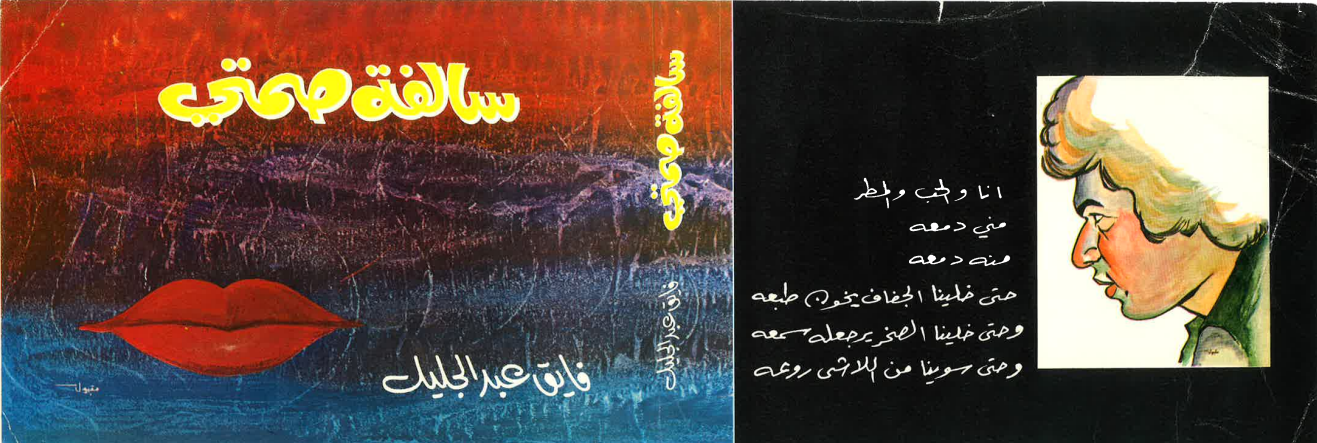 سالفة صمتي
فايق عبدالجليل
مقبول
سالفة صمتي
فايق عبدالجليل
انا والحب والمطر
مني دمعه
منه دمعه
حتى خلينا الجفاف يخون طبعه
وحتى خلينا الصخر يرجعله سمعه
وحتى سوينا من اللاشى روعه